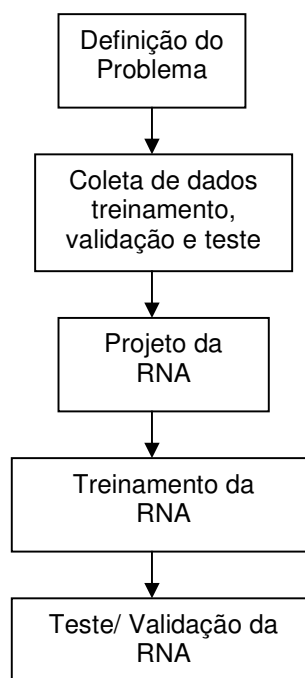 Definição do
Problema
Coleta de dados
treinamento,
validação e teste
Projeto da
RNA
Treinamento da
RNA
Teste/ Validação da
RNA